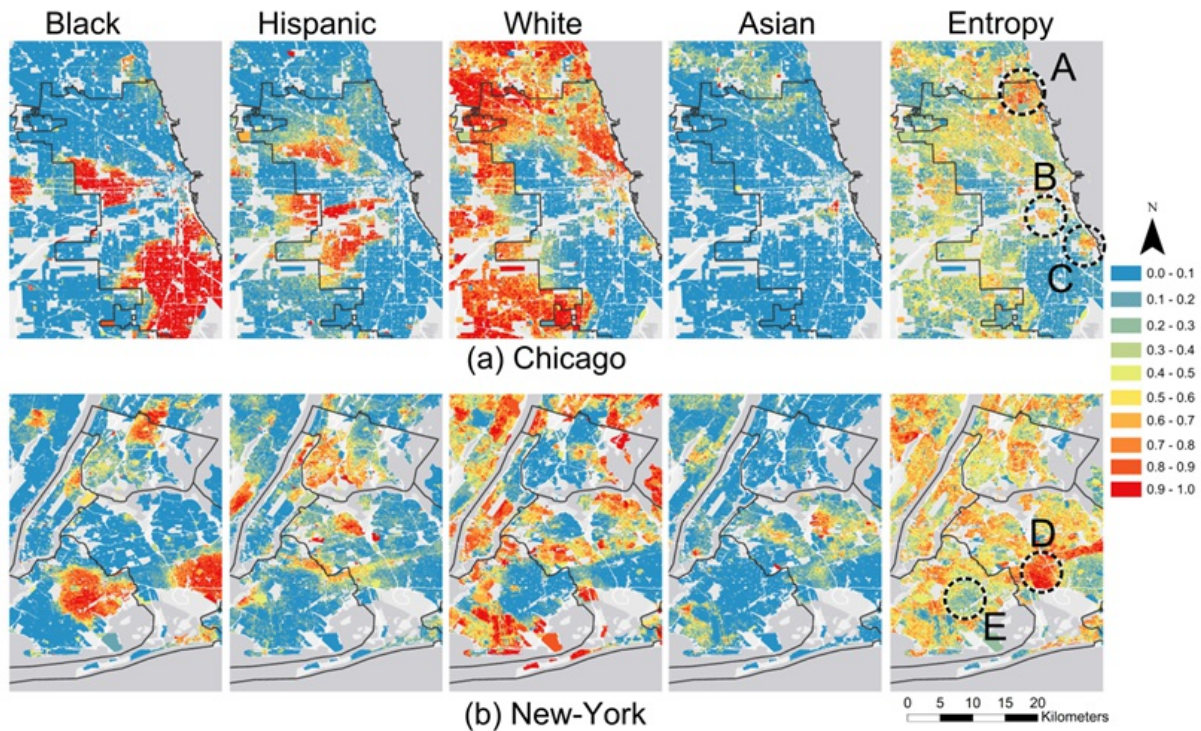 Black Hispanic White Asian Entropy
A
B
C
N
0.0 - 0.1
0.1 - 0.2
0.2 - 0.3
0.3 - 0.4
0.4 - 0.5
0.5 - 0.6
0.6 - 0.7
0.7 - 0.8
0.8 - 0.9
0.9 - 1.0
(a) Chicago
D
E
0 5 10 15 20
Kilometers
(b) New-York